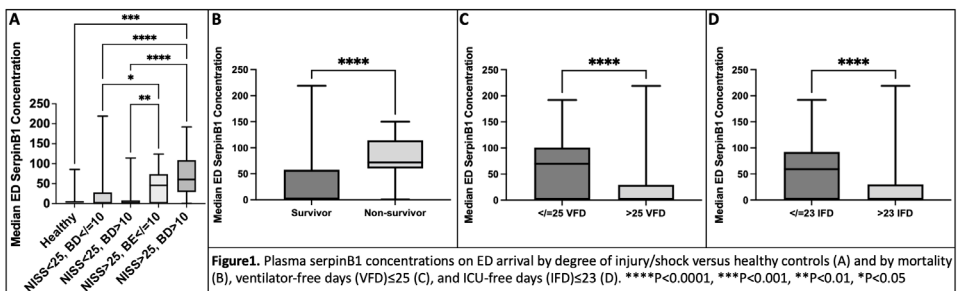 A
***
****
****
*
**
Median ED SerpinB1 Concentration
250
200
150
100
50
0
Healthy
NISS<25, BD</=10
NISS<25, BD>10
NISS>25, BE</=10
NISS>25, BD>10
B
****
Median ED SerpinB1 Concentration
250
200
150
100
50
0
Survivor
Non-survivor
C
****
Median ED SerpinB1 Concentration
250
200
150
100
50
0
</=25 VFD
>25 VFD
D
****
Median ED SerpinB1 Concentration
250
200
150
100
50
0
</=23 IFD
>23 IFD
Figure1. Plasma serpinB1 concentrations on ED arrival by degree of injury/shock versus healthy controls (A) and by mortality
(B), ventilator-free days (VFD)≤25 (C), and ICU-free days (IFD)≤23 (D). ****P<0.0001, ***P<0.001, **P<0.01, *P<0.05